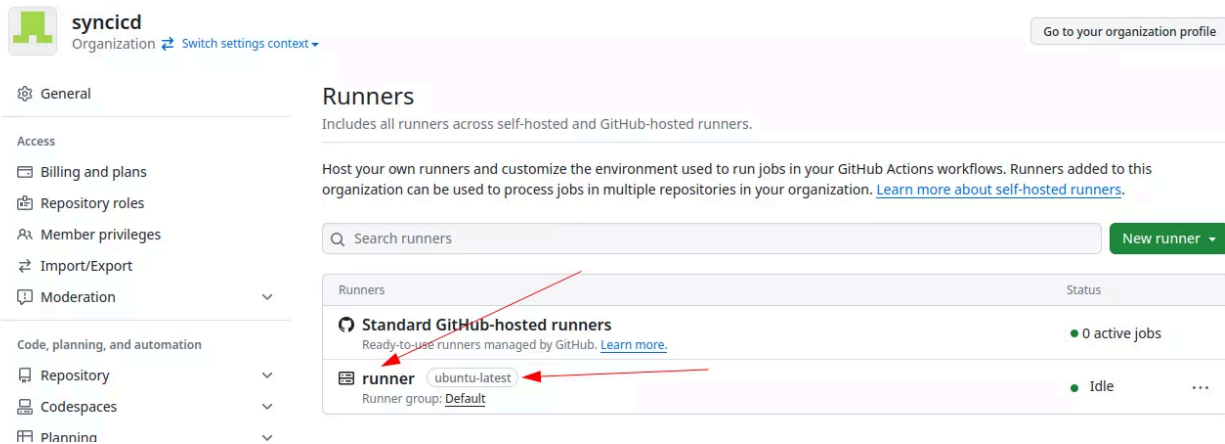 syncicd
Organization Switch settings context
Go to your organization profile
General
Access
Billing and plans
Repository roles
Member privileges
Import/Export
Moderation
Code, planning, and automation
Repository
Codespaces
Planning
Runners
Includes all runners across self-hosted and GitHub-hosted runners.
Host your own runners and customize the environment used to run jobs in your GitHub Actions workflows. Runners added to this
organization can be used to process jobs in multiple repositories in your organization. Learn more about self-hosted runners.
Search runners
New runner
Runners Status
Standard GitHub-hosted runners
Ready-to-use runners managed by GitHub. Learn more.
0 active jobs
runner ubuntu-latest
Runner group: Default
Idle